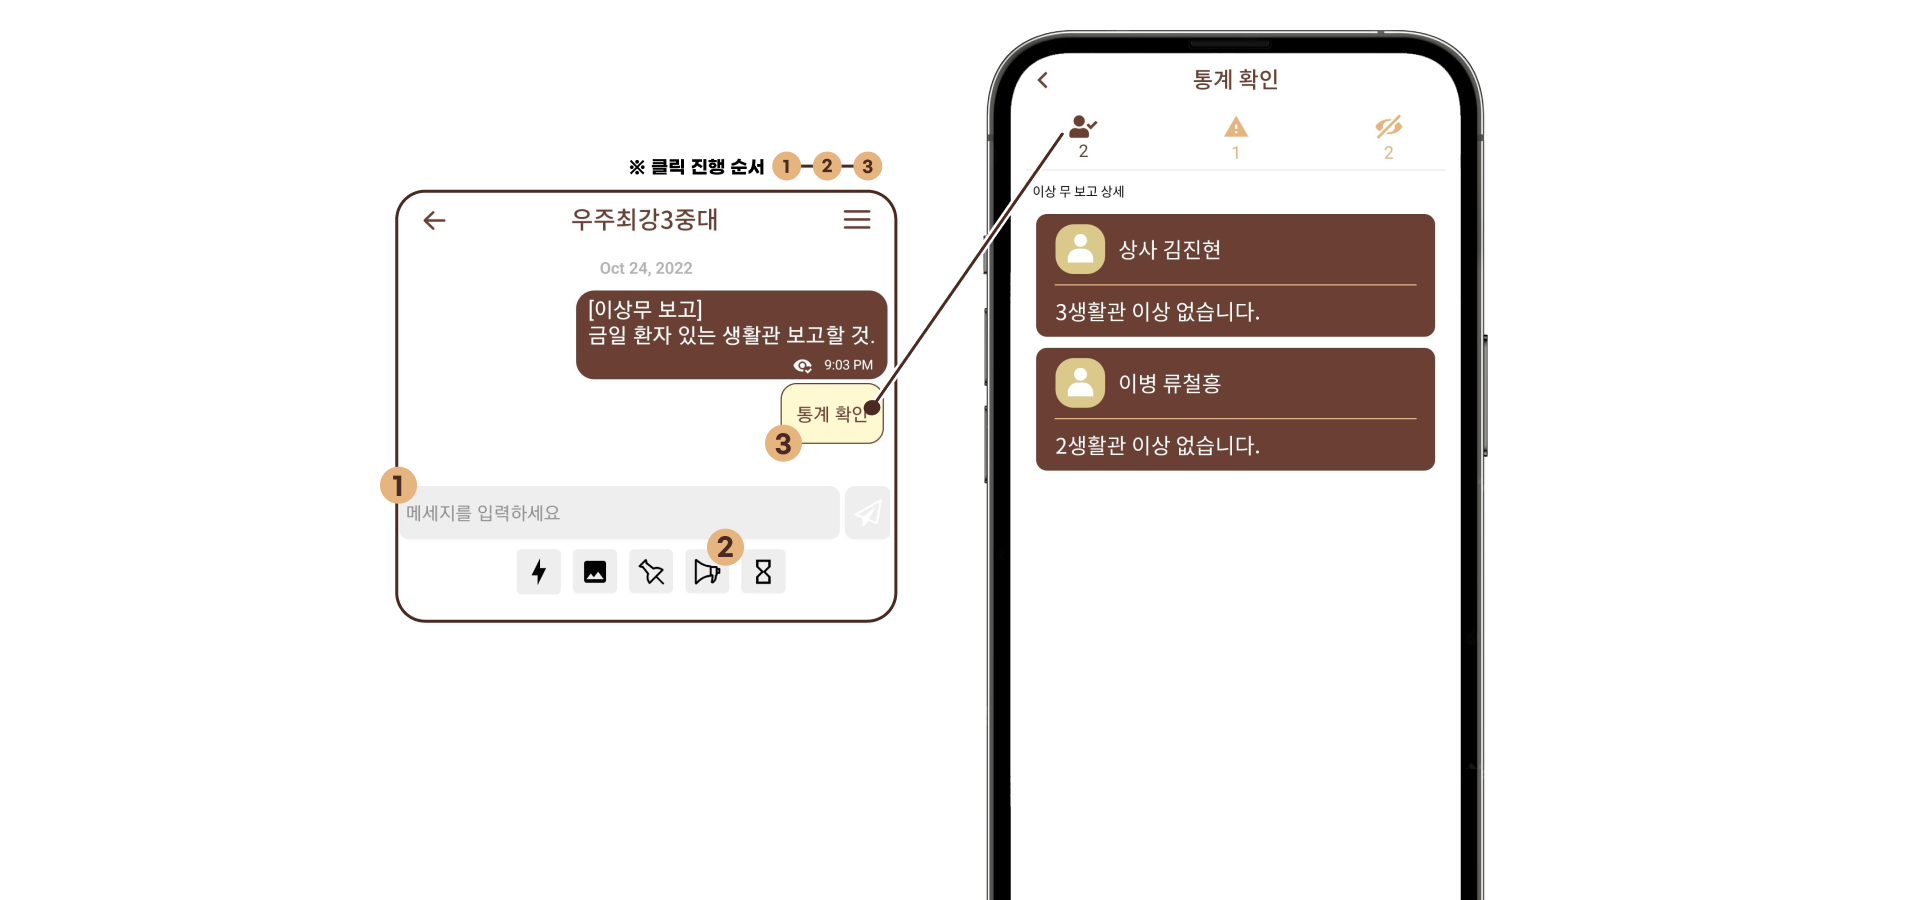 ※ 클릭 진행 순서 1 2 3
우주최강3중대
Oct 24, 2022
[이상무 보고]
금일 환자 있는 생활관 보고할 것.
9:03 PM
통계 확인
3
1
메세지를 입력하세요
2
통계 확인
2 1 2
이상 무 보고 상세
상사 김진현
3생활관 이상 없습니다.
이병 류철흥
2생활관 이상 없습니다.